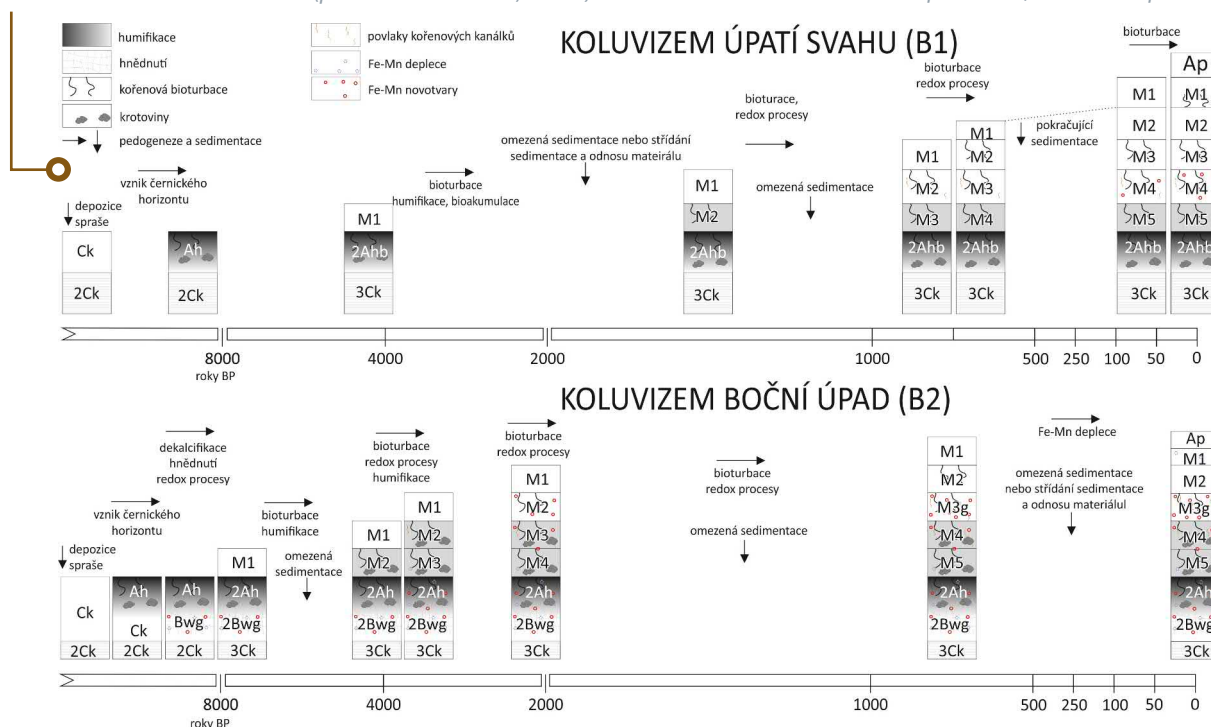 humifikace
hnědnutí
kořenová bioturbace
krotoviny
pedogeneze a sedimentace
povlaky kořenových kanálků
Fe-Mn deplece
Fe-Mn novotvary
KOLUVIZEM ÚPATÍ SVAHU (B1)
vznik černického
horizontu
depozice
spraše
bioturbace
humifikace, bioakumulace
omezená sedimentace nebo střídání
sedimentace a odnosu mateirálu
bioturace,
redox procesy
omezená sedimentace
bioturbace
redox procesy
pokračující
sedimentace
bioturbace
Ck
2Ck
Ah
2Ck
M1
2Ahb
3Ck
M1
M2
2Ahb
3Ck
M1
M2
M3
2Ahb
3Ck
M1
M2
M3
M4
2Ahb
3Ck
M1
M2
M3
M4
M5
2Ahb
3Ck
Ap
M1
M2
M3
M4
M5
2Ahb
3Ck
8000 4000 2000 1000 500 250 100 50 0
roky BP
KOLUVIZEM BOČNÍ ÚPAD (B2)
dekalcifikace
hnědnutí
redox procesy
vznik černického
horizontu
depozice
spraše
bioturbace
humifikace
omezená
sedimentace
bioturbace
redox procesy
humifikace
bioturbace
redox procesy
bioturbace
redox procesy
omezená sedimentace
Fe-Mn deplece
omezená sedimentace
nebo střídání sedimentace
a odnosu materiálul
Ck
2Ck
Ah
Ck
2Ck
Ah
Bwg
2Ck
M1
2Ah
2Bwg
3Ck
M1
M2
2Ah
2Bwg
3Ck
M1
M2
M3
2Ah
2Bwg
3Ck
M1
M2
M3
M4
2Ah
2Bwg
3Ck
M1
M2
M3g
M4
M5
2Ah
2Bwg
3Ck
Ap
M1
M2
M3g
M4
M5
2Ah
2Bwg
3Ck
8000 4000 2000 1000 500 250 100 50 0
roky BP